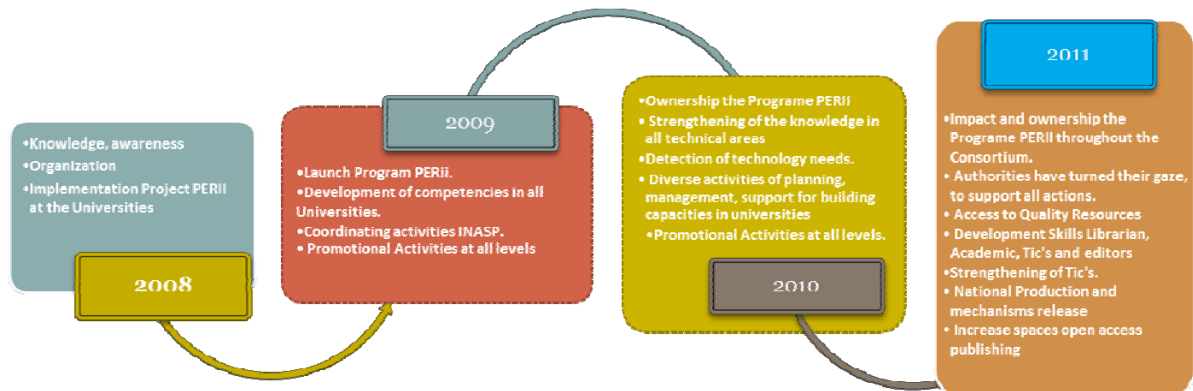 •Knowledge, awareness
•Organization
•Implementation Project PERII
at the Universities
2008
2009
•Launch Program PERii.
•Development of competencies in all
Universities.
•Coordinating activities INASP.
• Promotional Activities at all levels
•Ownership the Programe PERII
• Strengthening of the knowledge in
all technical areas
•Detection of technology needs.
• Diverse activities of planning,
management, support for building
capacities in universities
•Promotional Activities at all levels.
2010
2011
•Impact and ownership the
Programe PERII throughout the
Consortium.
• Authorities have turned their gaze,
to support all actions.
• Access to Quality Resources
• Development Skills Librarian,
Academic, Tic's and editors
•Strengthening of Tic's.
• National Production and
mechanisms release
• Increase spaces open access
publishing